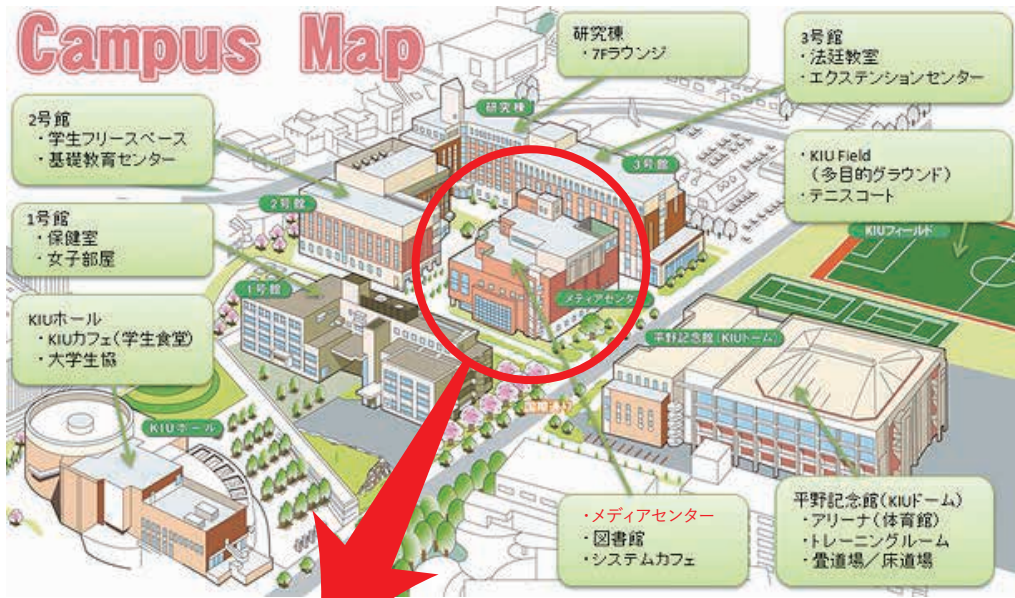 Campus Map
研究棟
・7Fラウンジ
3号館
・法廷教室
・エクステンションセンター
2号館
・学生フリースペース
・基礎教育センター
・KIU Field
（多目的グラウンド）
・テニスコート
1号館
・保健室
・女子部屋
KIUホール
・KIUカフェ(学生食堂)
・大学生協
研究棟
3号館
2号館
KIUフィールド
1号館
メディアセンター
平野記念館(KIUドーム)
KIUホール
・メディアセンター
・図書館
・システムカフェ
平野記念館(KIUドーム)
・アリーナ(体育館)
・トレーニングルーム
・畳道場／床道場